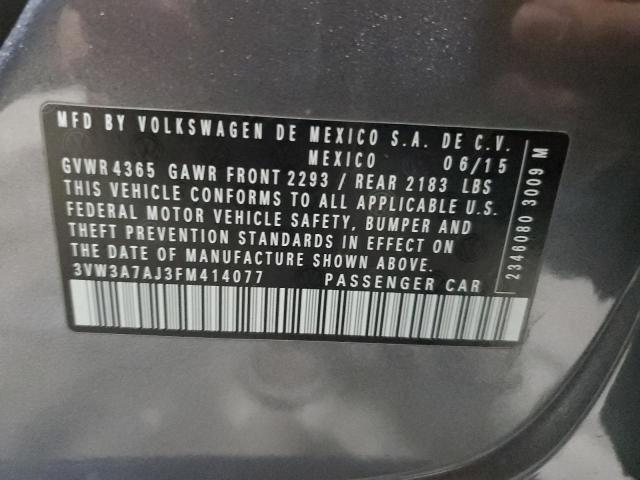 MFD BY VOLKSWAGEN DE MEXICO S.A. DE C.V.
MEXICO 06/15
GVWR 4365 GAWR FRONT 2293 / REAR 2183 LBS
THIS VEHICLE CONFORMS TO ALL APPLICABLE U.S.
FEDERAL MOTOR VEHICLE SAFETY, BUMPER AND
THEFT PREVENTION STANDARDS IN EFFECT ON
THE DATE OF MANUFACTURE SHOWN ABOVE.
3VW3A7AJ3FM414077 PASSENGER CAR
2346080 3009 M